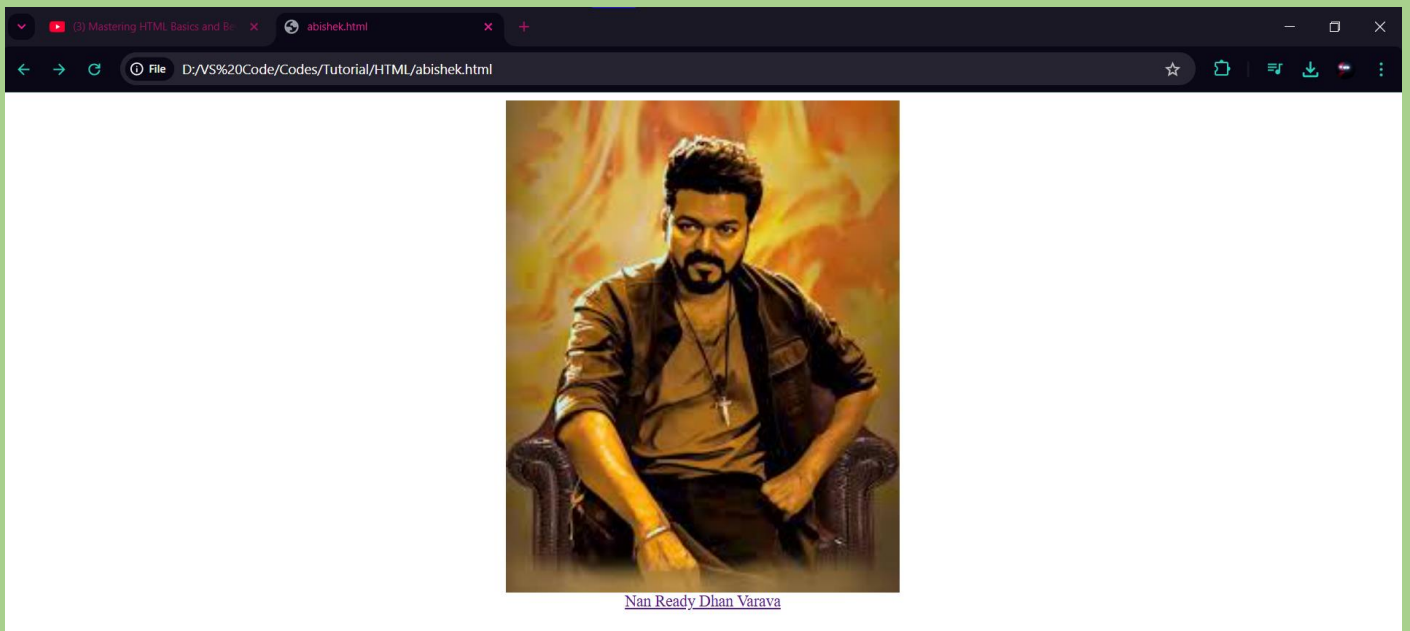 (3) Mastering HTML Basics and Be
abishek.html
File D:/VS%20Code/Codes/Tutorial/HTML/abishek.html
Nan Ready Dhan Varava